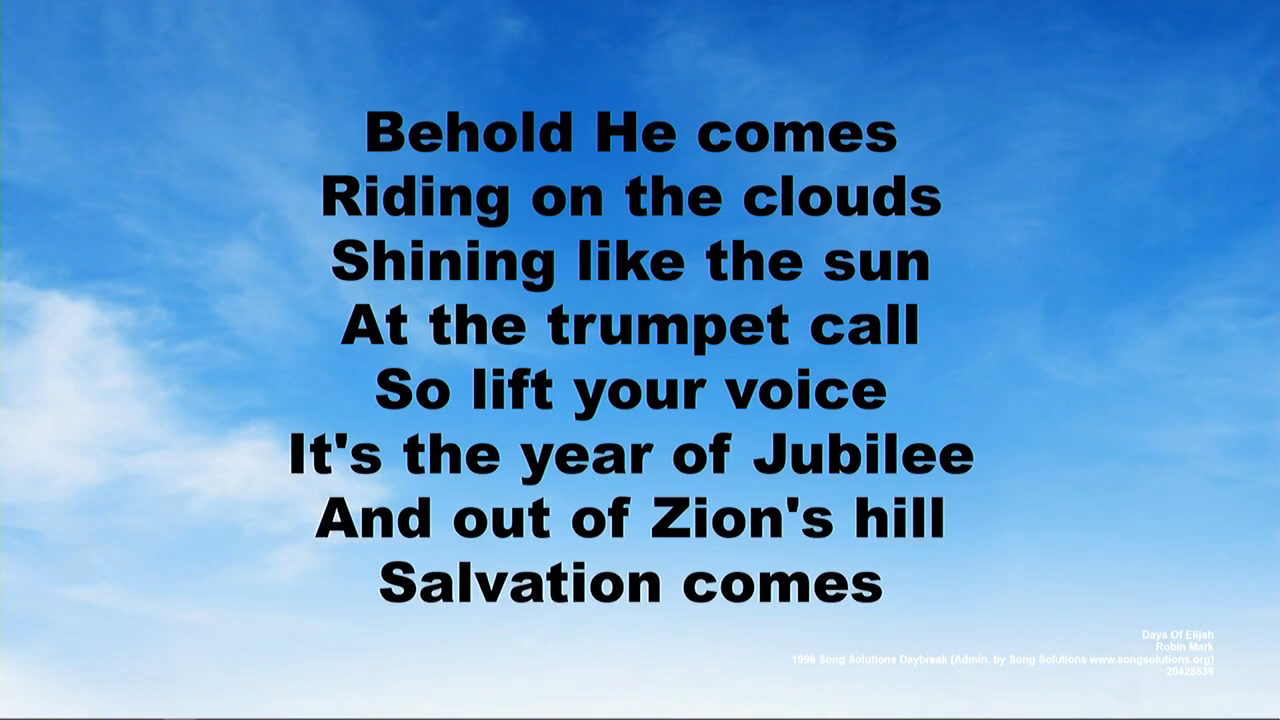 Behold He comes
Riding on the clouds
Shining like the sun
At the trumpet call
So lift your voice
It's the year of Jubilee
And out of Zion's hill
Salvation comes
Days Of Elijah
Robin Mark
1996 Song Solutions Daybreak (Admin. by Song Solutions www.songsolutions.org)
20428539